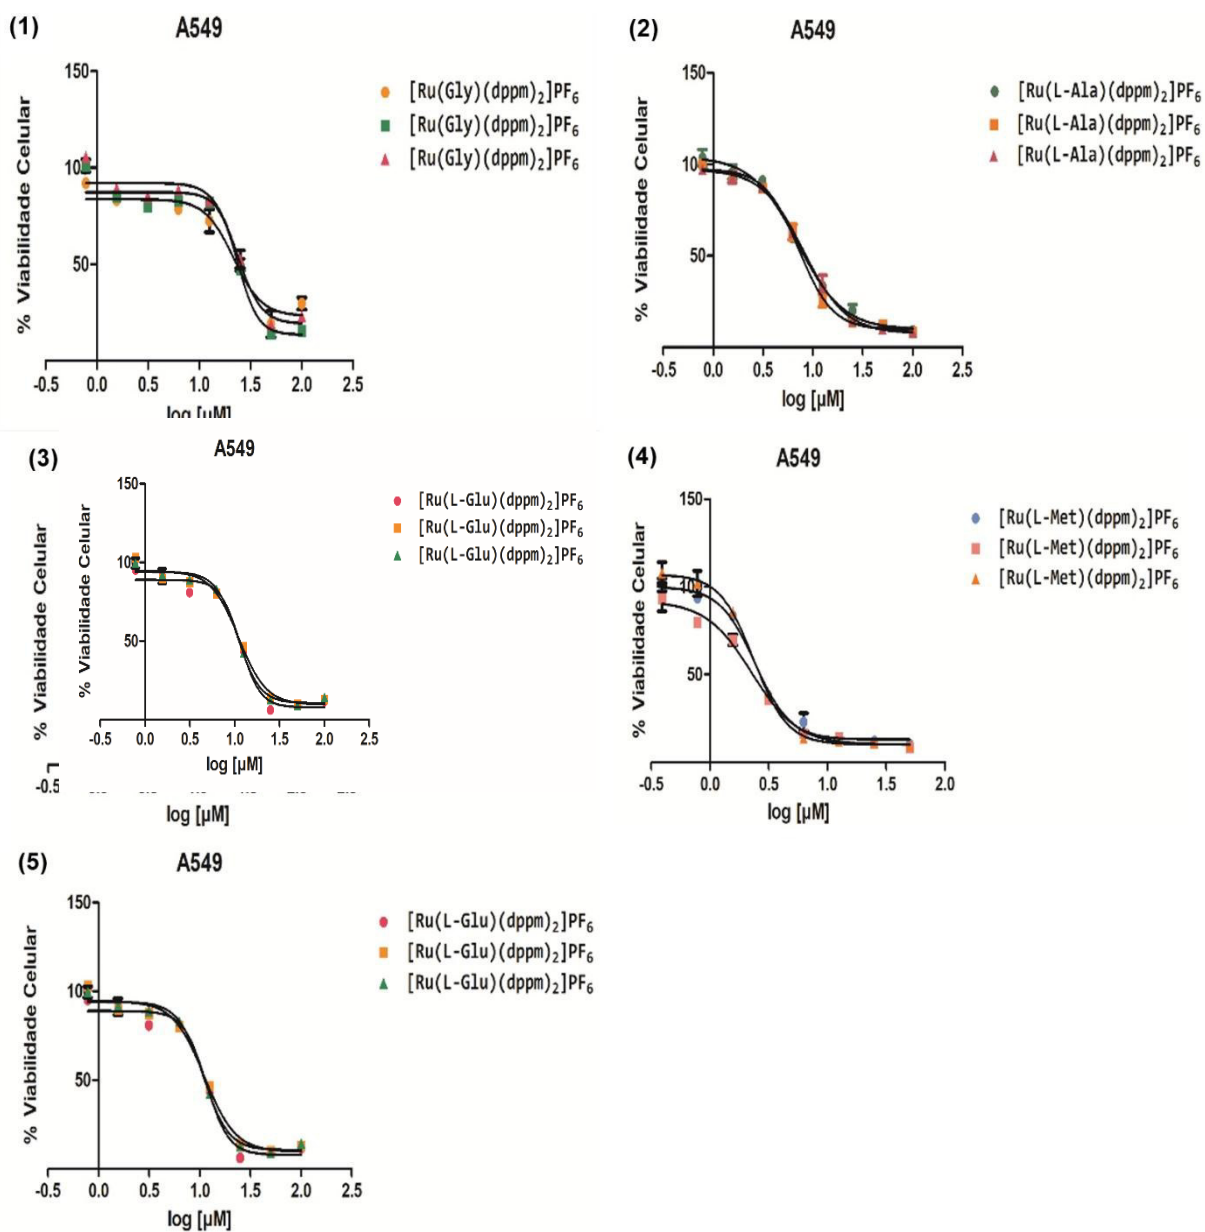 (1)
A549
150
100
50
% Viabilidade Celular
[Ru(Gly)(dppm)2]PF6
[Ru(Gly)(dppm)2]PF6
[Ru(Gly)(dppm)2]PF6
-0.5 0.0 0.5 1.0 1.5 2.0 2.5
log [µM]
(2)
A549
150
100
50
% Viabilidade Celular
[Ru(L-Ala)(dppm)2]PF6
[Ru(L-Ala)(dppm)2]PF6
[Ru(L-Ala)(dppm)2]PF6
-0.5 0.0 0.5 1.0 1.5 2.0 2.5
log [µM]
(3)
A549
150
100
50
% Viabilidade Celular
% Viabilidade Celular
[Ru(L-Glu)(dppm)2]PF6
[Ru(L-Glu)(dppm)2]PF6
[Ru(L-Glu)(dppm)2]PF6
-0.5 0.0 0.5 1.0 1.5 2.0 2.5
log [µM]
-0.5
log [µM]
(4)
A549
150
100
50
% Viabilidade Celular
[Ru(L-Met)(dppm)2]PF6
[Ru(L-Met)(dppm)2]PF6
[Ru(L-Met)(dppm)2]PF6
-0.5 0.0 0.5 1.0 1.5 2.0
log [µM]
(5)
A549
150
100
50
% Viabilidade Celular
[Ru(L-Glu)(dppm)2]PF6
[Ru(L-Glu)(dppm)2]PF6
[Ru(L-Glu)(dppm)2]PF6
-0.5 0.0 0.5 1.0 1.5 2.0 2.5
log [µM]